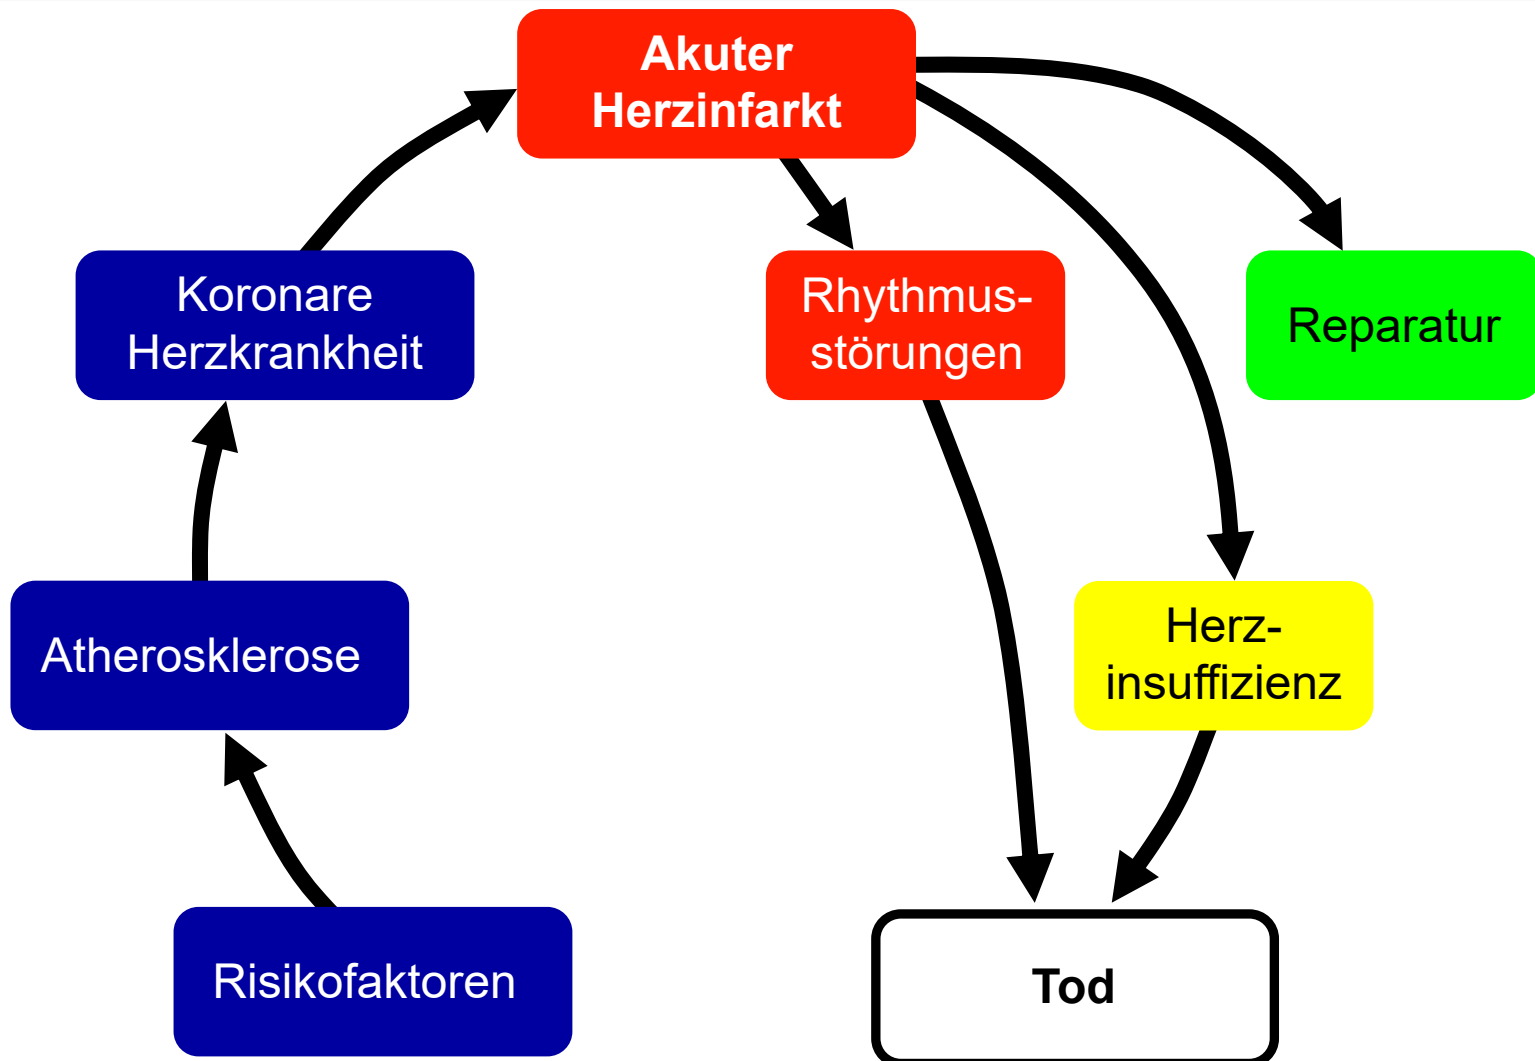 Akuter
Herzinfarkt
Koronare
Herzkrankheit
Rhythmus-
störungen
Reparatur
Atherosklerose
Herz-
insuffizienz
Risikofaktoren
Tod